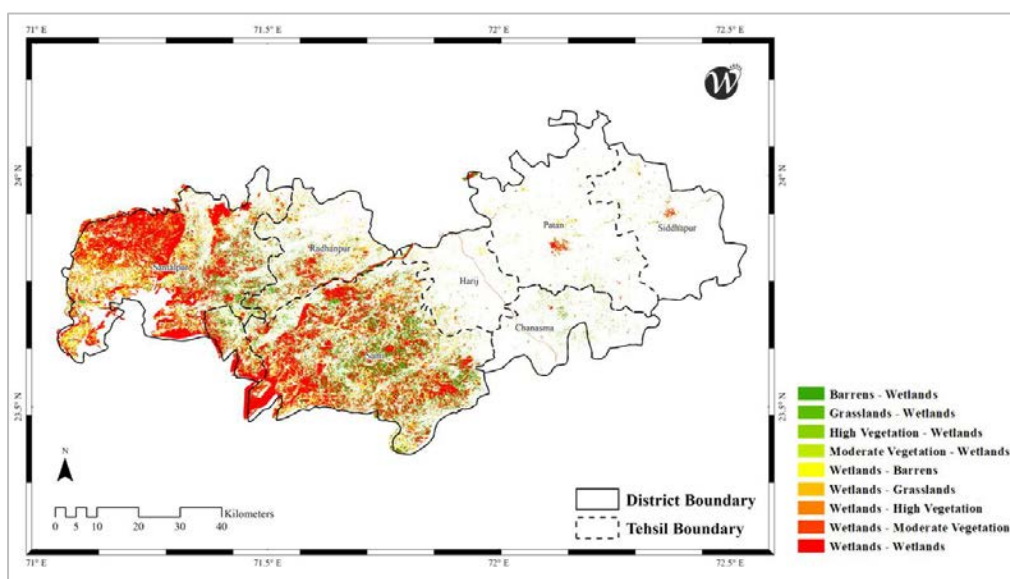 71° E
71.5° E
72° E
72.5° E
W
24° N
24° N
Patan
Siddhapur
Radhanpur
Santalpur
Harij
Chanasma
Sami
23.5° N
23.5° N
N
0 5 10 20 30 40
Kilometers
District Boundary
Tehsil Boundary
Barrens - Wetlands
Grasslands - Wetlands
High Vegetation - Wetlands
Moderate Vegetation - Wetlands
Wetlands - Barrens
Wetlands - Grasslands
Wetlands - High Vegetation
Wetlands - Moderate Vegetation
Wetlands - Wetlands
71° E
71.5° E
72° E
72.5° E